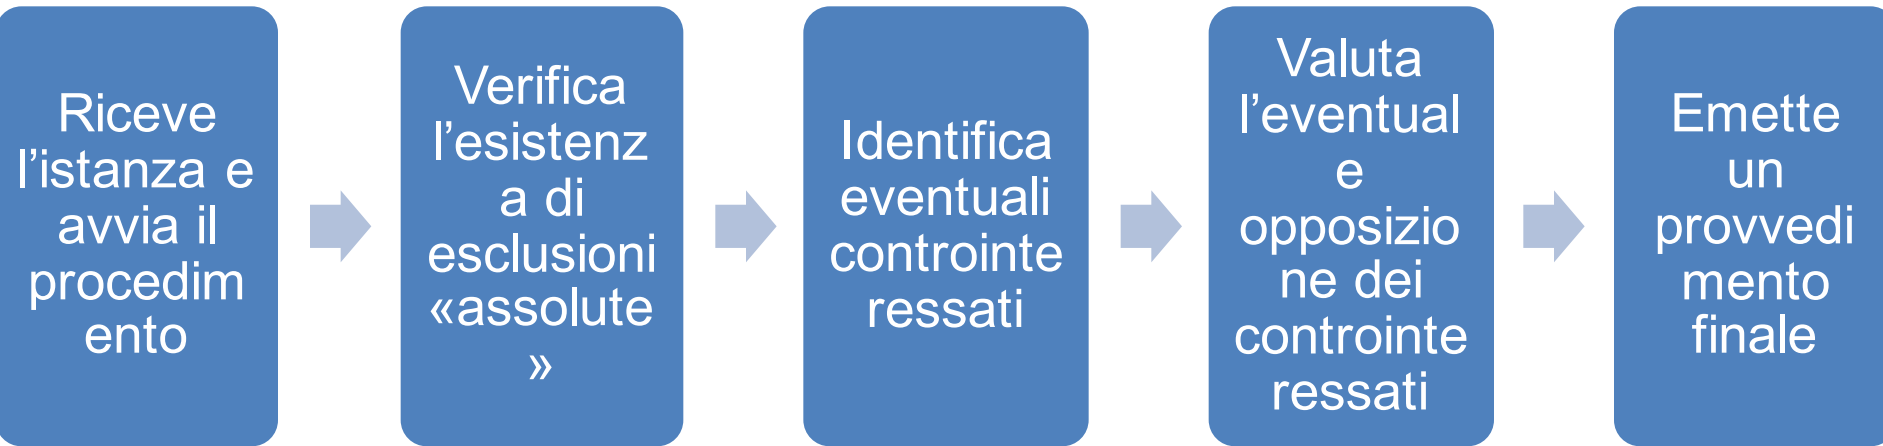 Riceve
l’istanza e
avvia il
procedim
ento
Verifica
l’esistenz
a di
esclusioni
«assolute
»
Identifica
eventuali
controinte
ressati
Valuta
l’eventual
e
opposizio
ne dei
controinte
ressati
Emette
un
provvedi
mento
finale